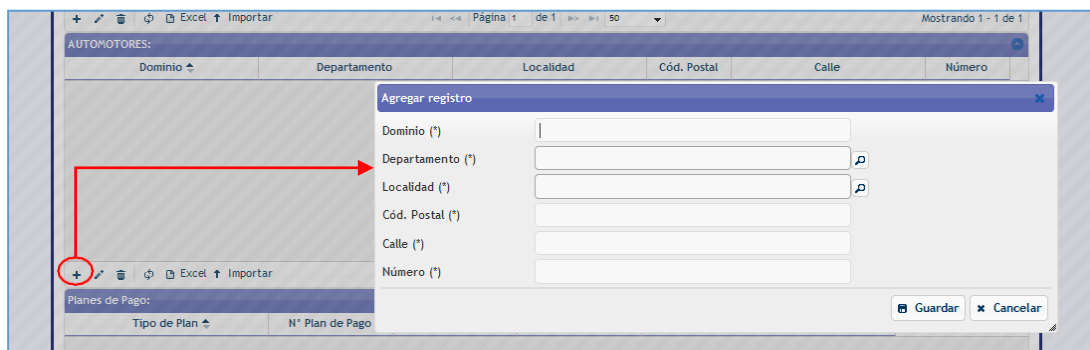 Excel Importar Página 1 de 1 50 Mostrando 1 - 1 de 1
AUTOMOTORES:
Dominio Departamento Localidad Cód. Postal Calle Número
Agregar registro
Dominio (*)
Departamento (*)
Localidad (*)
Cód. Postal (*)
Calle (*)
Número (*)
Excel Importar
Guardar Cancelar
Planes de Pago:
Tipo de Plan N° Plan de Pago